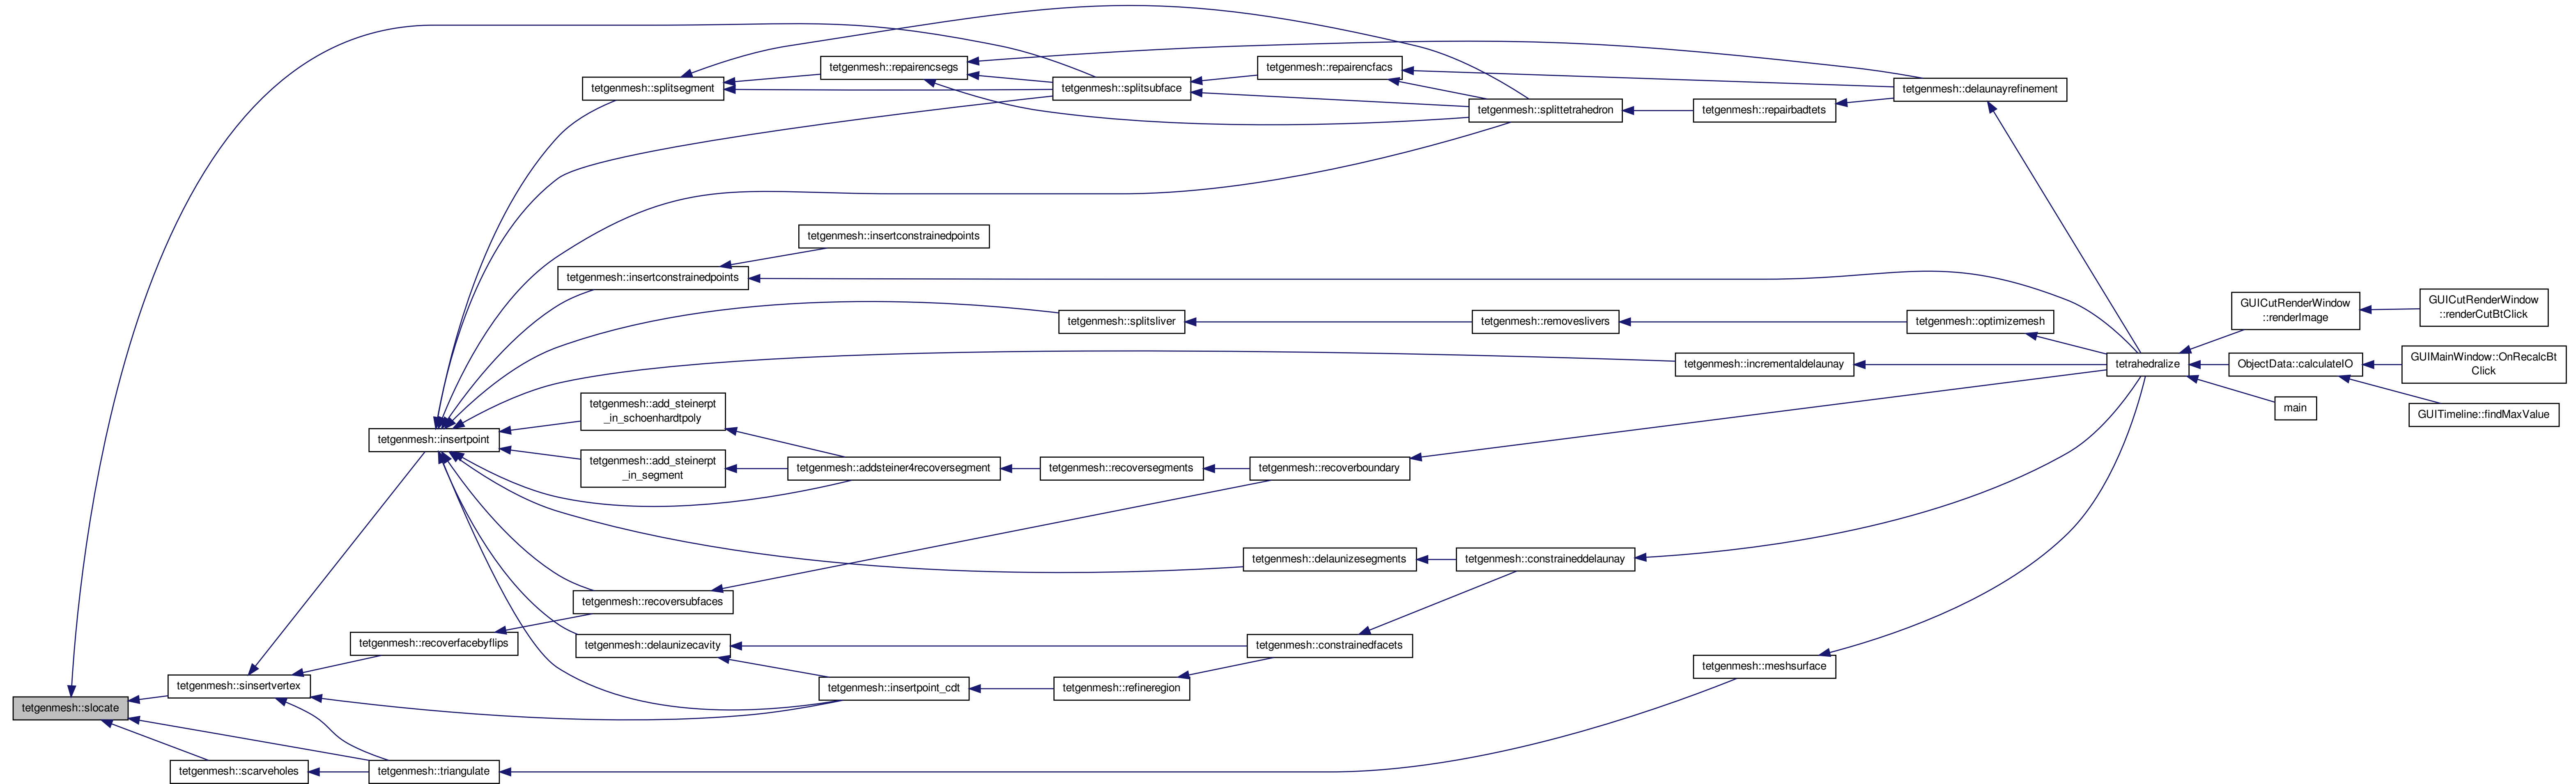 tetgenmesh::repairencsegs
tetgenmesh::repairencfacs
tetgenmesh::splitsegment
tetgenmesh::splitsubface
tetgenmesh::delaunayrefinement
tetgenmesh::splittetrahedron
tetgenmesh::repairbadtets
tetgenmesh::insertconstrainedpoints
tetgenmesh::insertconstrainedpoints
GUICutRenderWindow
::renderImage
GUICutRenderWindow
::renderCutBtClick
tetgenmesh::splitsliver
tetgenmesh::removeslivers
tetgenmesh::optimizemesh
tetgenmesh::incrementaldelaunay
tetrahedralize
ObjectData::calculateIO
GUIMainWindow::OnRecalcBt
Click
tetgenmesh::add_steinerpt
_in_schoenhardtpoly
main
GUITimeline::findMaxValue
tetgenmesh::insertpoint
tetgenmesh::add_steinerpt
_in_segment
tetgenmesh::addsteiner4recoversegment
tetgenmesh::recoversegments
tetgenmesh::recoverboundary
tetgenmesh::delaunizesegments
tetgenmesh::constraineddelaunay
tetgenmesh::recoversubfaces
tetgenmesh::recoverfacebyflips
tetgenmesh::delaunizecavity
tetgenmesh::constrainedfacets
tetgenmesh::meshsurface
tetgenmesh::sinsertvertex
tetgenmesh::insertpoint_cdt
tetgenmesh::refineregion
tetgenmesh::slocate
tetgenmesh::scarveholes
tetgenmesh::triangulate